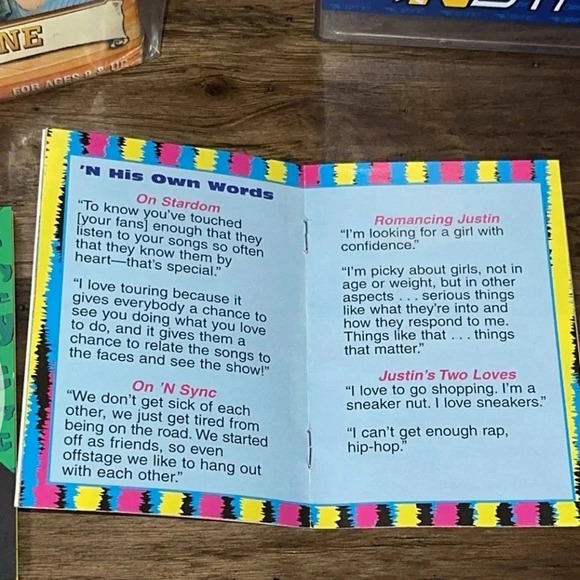 NE
FOR AGES 8 & UP
'N His Own Words
On Stardom
"To know you've touched
[your fans] enough that they
listen to your songs so often
that they know them by
heart—that's special."
"I love touring because it
gives everybody a chance to
see you doing what you love
to do, and it gives them a
chance to relate the songs to
the faces and see the show!"
On 'N Sync
"We don't get sick of each
other, we just get tired from
being on the road. We started
off as friends, so even
offstage we like to hang out
with each other."
Romancing Justin
"I'm looking for a girl with
confidence."
"I'm picky about girls, not in
age or weight, but in other
aspects . . . serious things
like what they're into and
how they respond to me.
Things like that . . . things
that matter."
Justin's Two Loves
"I love to go shopping. I'm a
sneaker nut. I love sneakers."
"I can't get enough rap,
hip-hop."